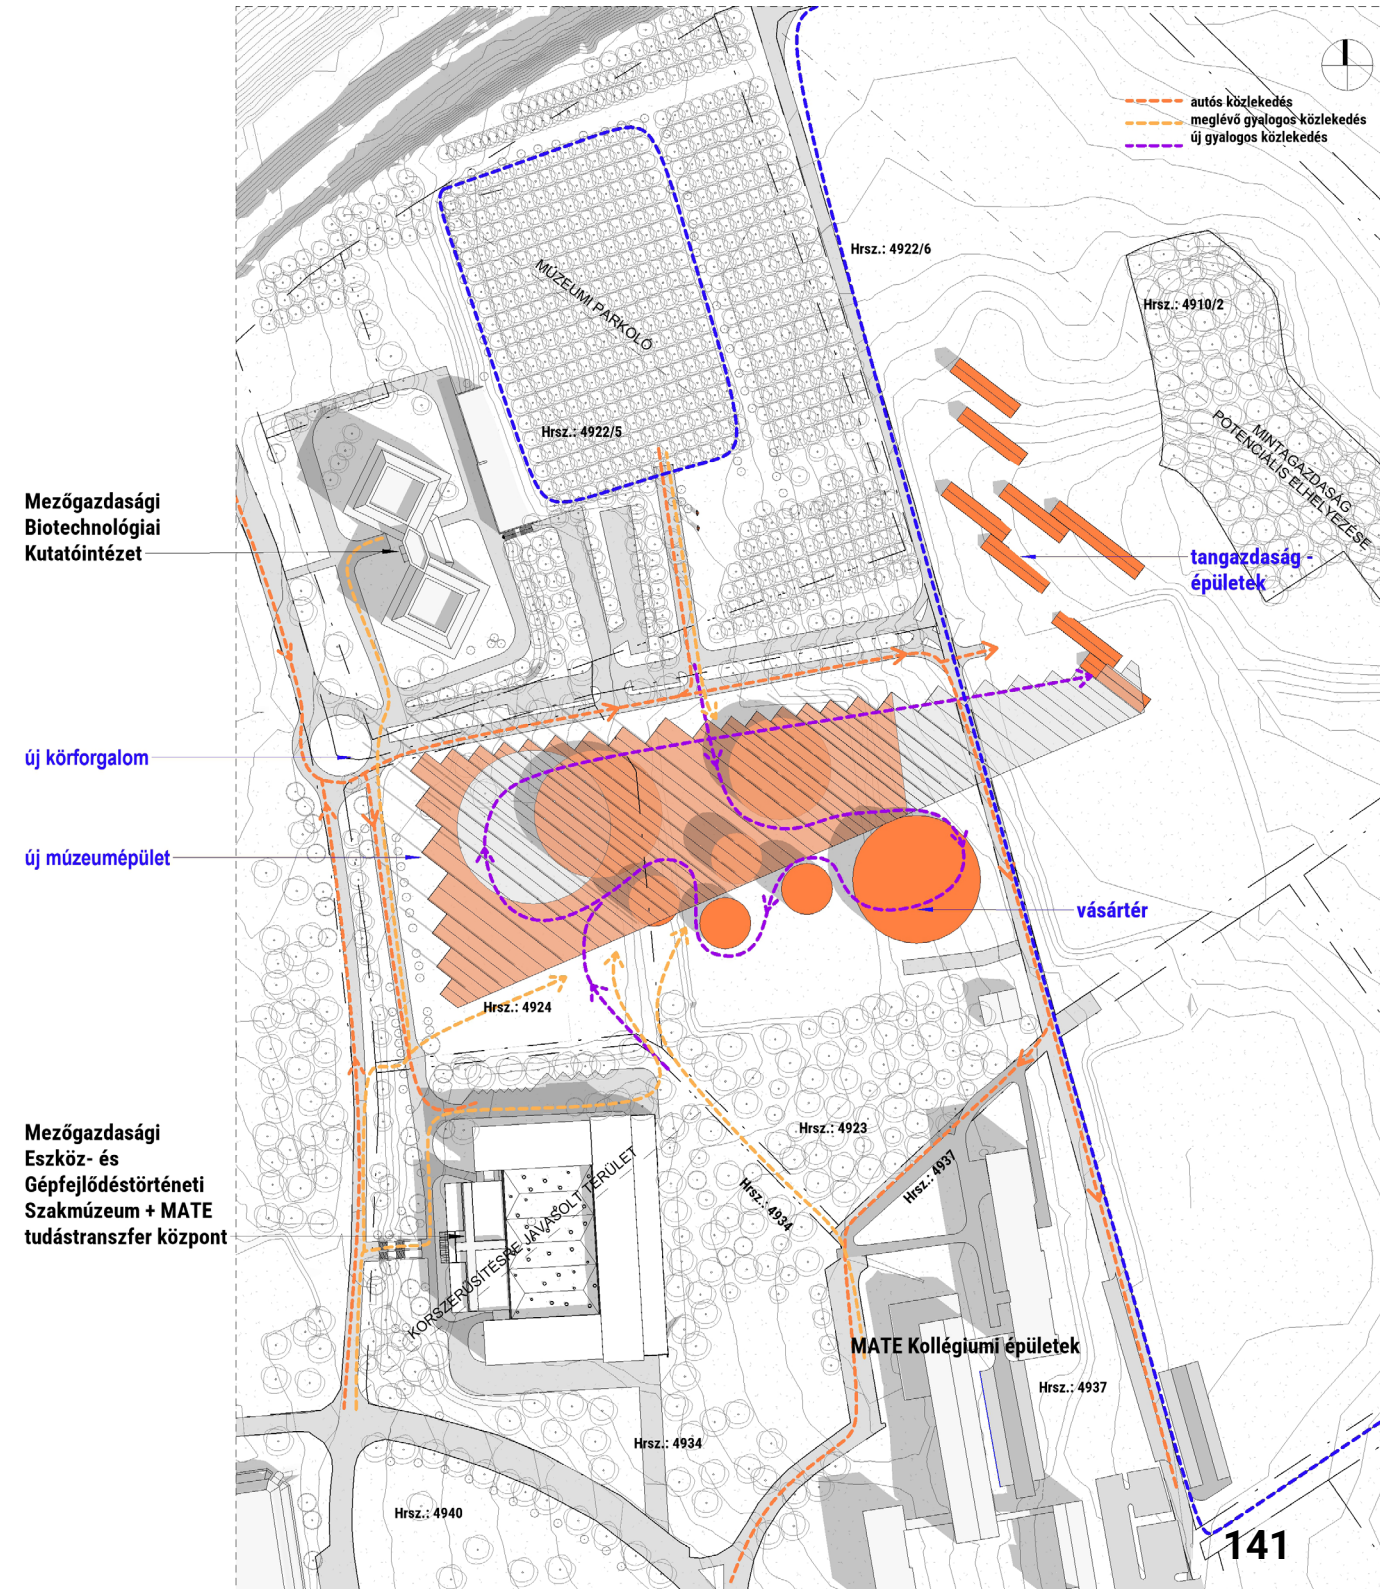 autós közlekedés
meglévő gyalogos közlekedés
új gyalogos közlekedés
Hrsz.: 4922/6
MÚZEUMI PARKOLÓ
Hrsz.: 4910/2
Hrsz.: 4922/5
MINTAGAZDASÁG
POTENCIÁLIS ELHELYEZÉSE
Mezőgazdasági
Biotechnológiai
Kutatóintézet
tangazdaság -
épületek
új körforgalom
új múzeumépület
vásártér
Hrsz.: 4924
Mezőgazdasági
Eszköz- és
Gépfejlődéstörténeti
Szakmúzeum + MATE
tudástranszfer központ
Hrsz.: 4923
Hrsz.: 4937
Hrsz.: 4934
KORSZERŰSÍTÉSRE JAVASOLT TERÜLET
MATE Kollégiumi épületek
Hrsz.: 4937
Hrsz.: 4934
Hrsz.: 4940
141